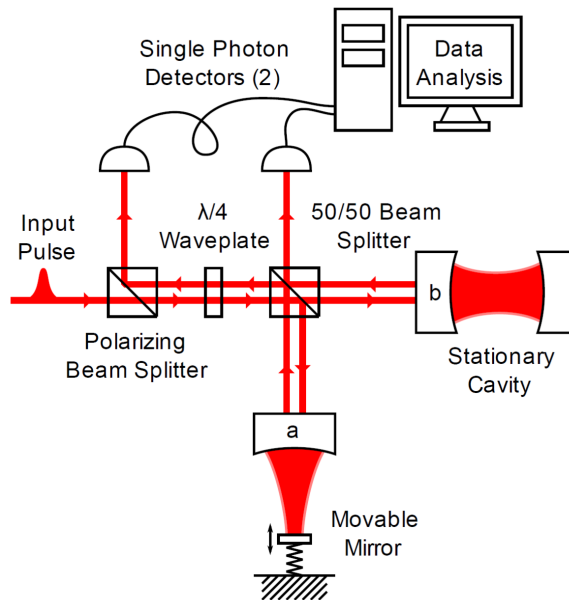 Single Photon
Detectors (2)
Data
Analysis
Input
Pulse
λ/4
Waveplate
50/50 Beam
Splitter
Polarizing
Beam Splitter
b
Stationary
Cavity
a
Movable
Mirror